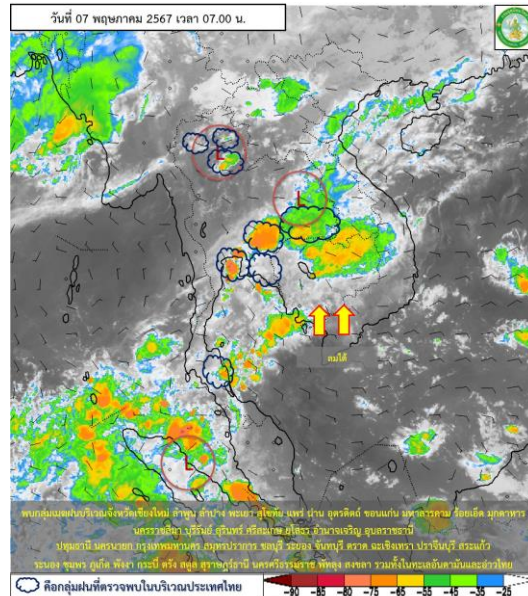 วันที่ 07 พฤษภาคม 2567 เวลา 07.00 น.
L
L
ลมใต้
L
พบกลุ่มเมฆฝนบริเวณจังหวัดเชียงใหม่ ลำพูน ลำปาง พะเยา สุโขทัย แพร่ น่าน อุตรดิตถ์ ขอนแก่น มหาสารคาม ร้อยเอ็ด มุกดาหาร
นครราชสีมา บุรีรัมย์ สุรินทร์ ศรีสะเกษ ยโสธร อำนาจเจริญ อุบลราชธานี
ปทุมธานี นครนายก กรุงเทพมหานคร สมุทรปราการ ชลบุรี ระยอง จันทบุรี ตราด ฉะเชิงเทรา ปราจีนบุรี สระแก้ว
ระนอง ชุมพร ภูเก็ต พังงา กระบี่ ตรัง สตูล สุราษฎร์ธานี นครศรีธรรมราช พัทลุง สงขลา รวมทั้งในทะเลอันดามันและอ่าวไทย
คือกลุ่มฝนที่ตรวจพบในบริเวณประเทศไทย
-90 -85 -80 -75 -65 -55 -45 -35 -25